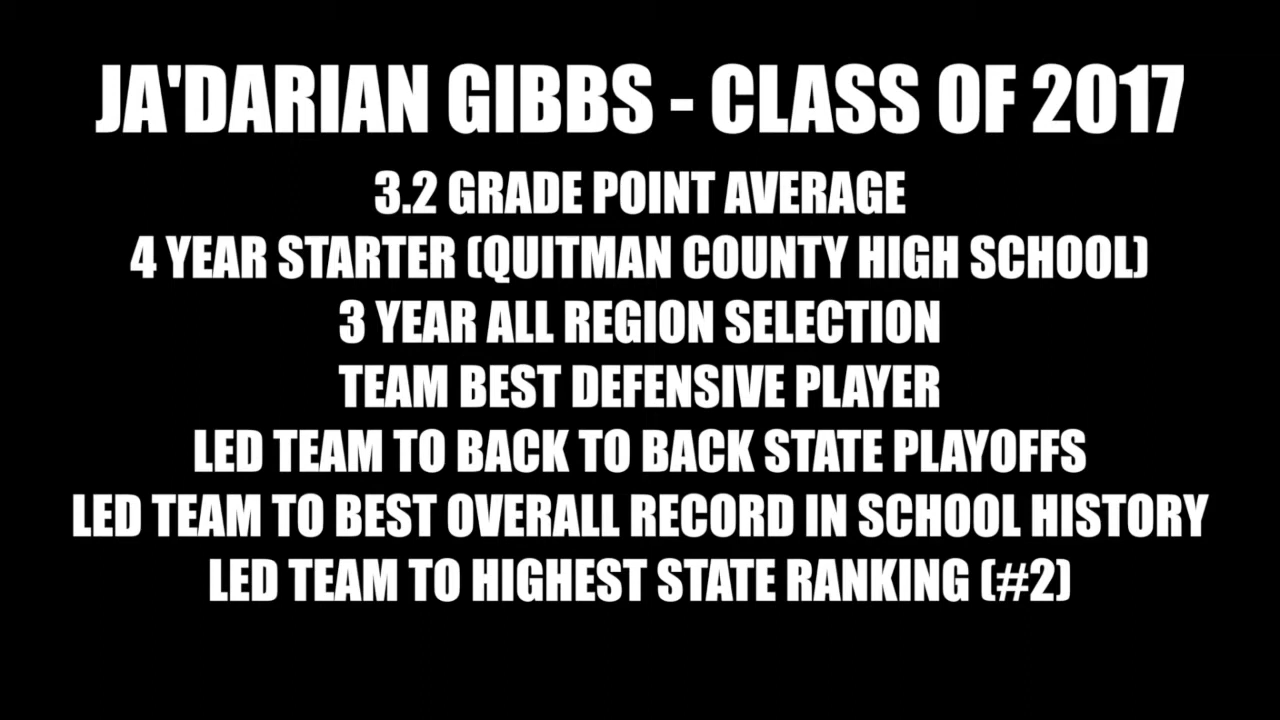 JA'DARIAN GIBBS - CLASS OF 2017
3.2 GRADE POINT AVERAGE
4 YEAR STARTER (QUITMAN COUNTY HIGH SCHOOL)
3 YEAR ALL REGION SELECTION
TEAM BEST DEFENSIVE PLAYER
LED TEAM TO BACK TO BACK STATE PLAYOFFS
LED TEAM TO BEST OVERALL RECORD IN SCHOOL HISTORY
LED TEAM TO HIGHEST STATE RANKING (#2)